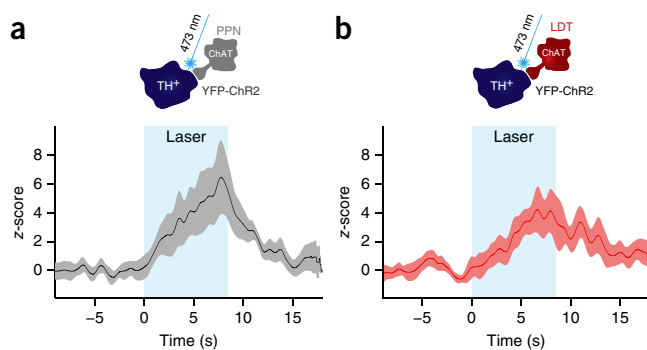 a
473 nm
PPN
ChAT
TH+
YFP-ChR2
Laser
8
6
4
2
0
z-score
−5 0 5 10 15
Time (s)
b
473 nm
LDT
ChAT
TH+
YFP-ChR2
Laser
8
6
4
2
0
z-score
−5 0 5 10 15
Time (s)